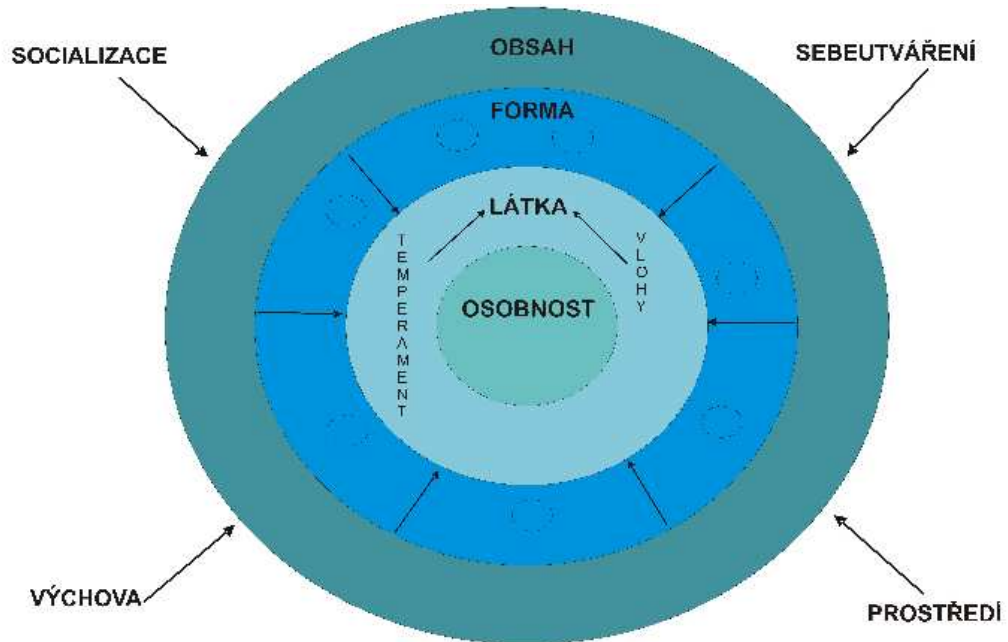 OBSAH
SOCIALIZACE
SEBEUTVÁŘENÍ
FORMA
LÁTKA
TEMPERAMENT
VLOHY
OSOBNOST
VÝCHOVA
PROSTŘEDÍ